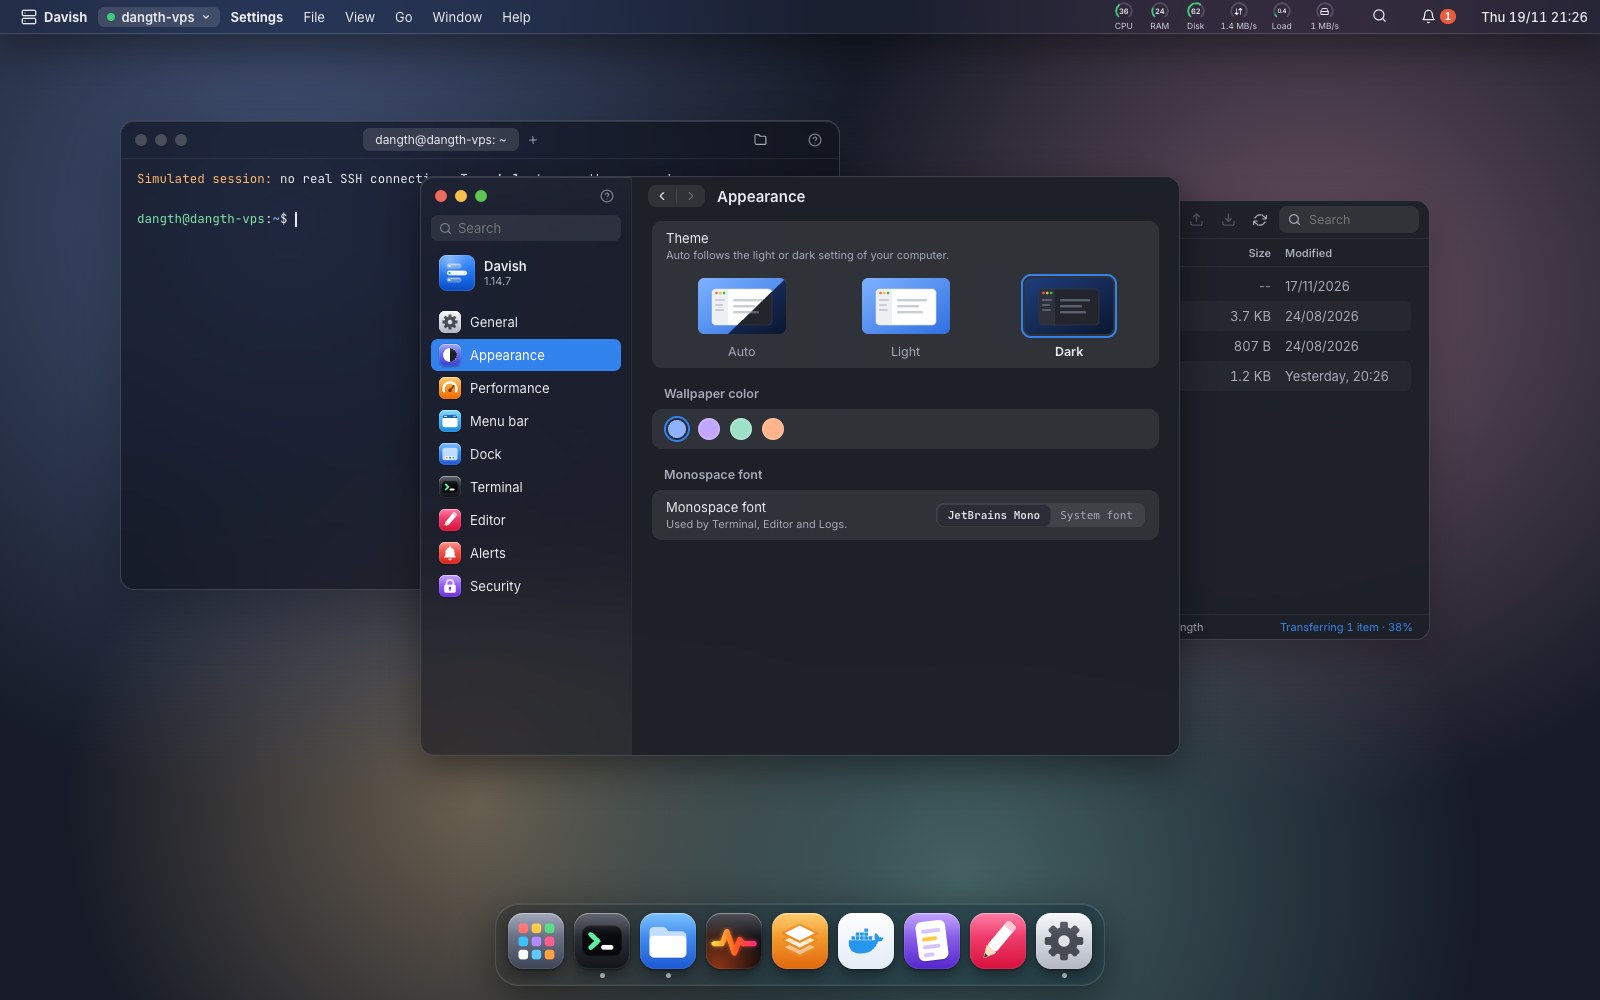 Davish dangth-vps Settings File View Go Window Help
36 24 62 0.4
CPU RAM Disk 1.4 MB/s Load 1 MB/s
1
Thu 19/11 21:26
dangth@dangth-vps: ~
Simulated session: no real SSH
dangth@dangth-vps:~$
Search
Davish
1.14.7
General
Appearance
Performance
Menu bar
Dock
Terminal
Editor
Alerts
Security
Appearance
Theme
Auto follows the light or dark setting of your computer.
Auto Light Dark
Wallpaper color
Monospace font
Monospace font
Used by Terminal, Editor and Logs.
JetBrains Mono System font
Search
Size Modified
-- 17/11/2026
3.7 KB 24/08/2026
807 B 24/08/2026
1.2 KB Yesterday, 20:26
Transferring 1 item · 38%